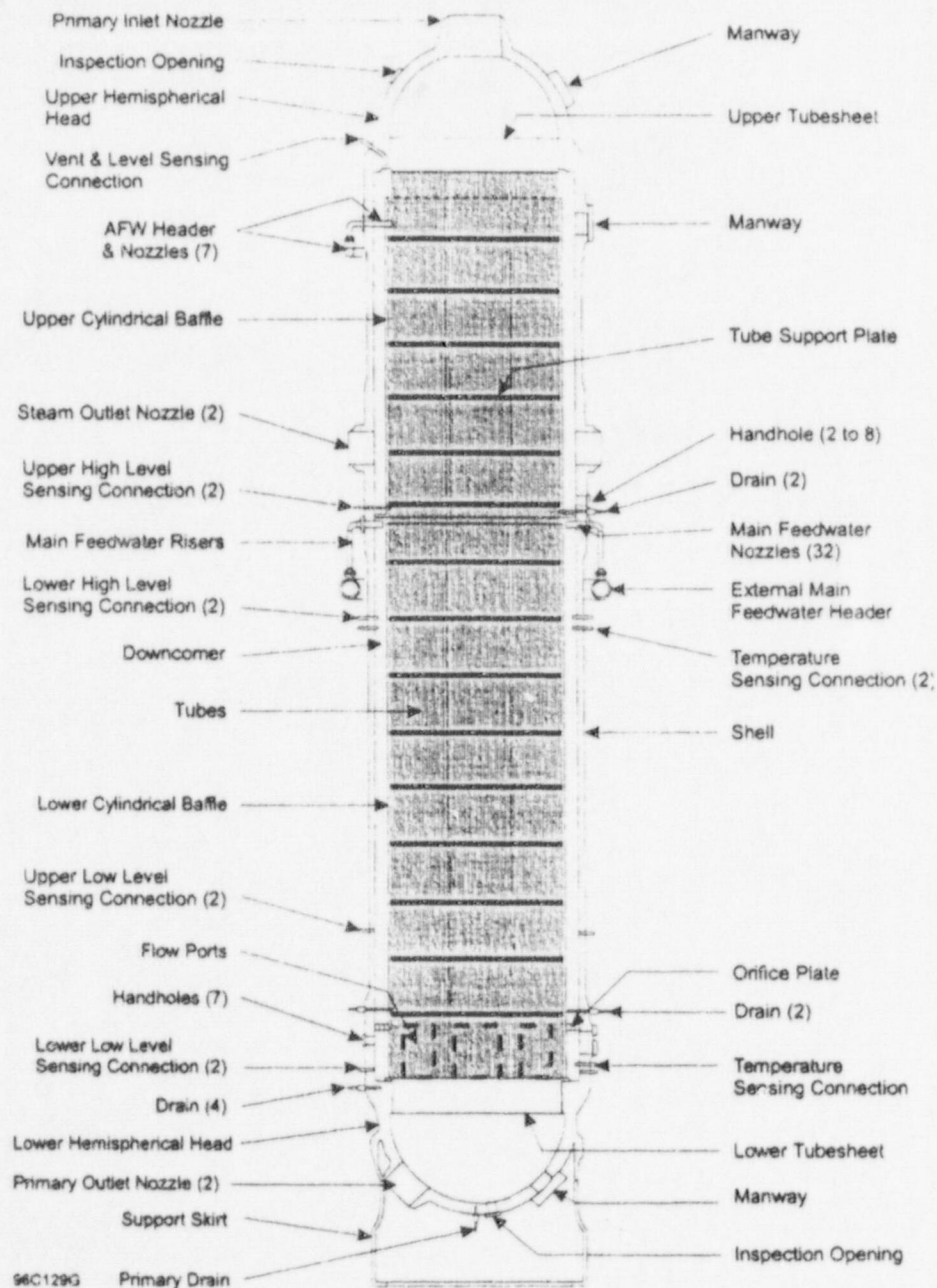 Primary Inlet Nozzle
Inspection Opening
Upper Hemispherical
Head
Vent & Level Sensing
Connection
AFW Header
& Nozzles (7)
Upper Cylindrical Baffle
Steam Outlet Nozzle (2)
Upper High Level
Sensing Connection (2)
Main Feedwater Risers
Lower High Level
Sensing Connection (2)
Downcomer
Tubes
Lower Cylindrical Baffle
Upper Low Level
Sensing Connection (2)
Flow Ports
Handholes (7)
Lower Low Level
Sensing Connection (2)
Drain (4)
Lower Hemispherical Head
Primary Outlet Nozzle (2)
Support Skirt
96C129G
Primary Drain
Manway
Upper Tubesheet
Manway
Tube Support Plate
Handhole (2 to 8)
Drain (2)
Main Feedwater
Nozzles (32)
External Main
Feedwater Header
Temperature
Sensing Connection (2)
Shell
Orifice Plate
Drain (2)
Temperature
Sensing Connection
Lower Tubesheet
Manway
Inspection Opening